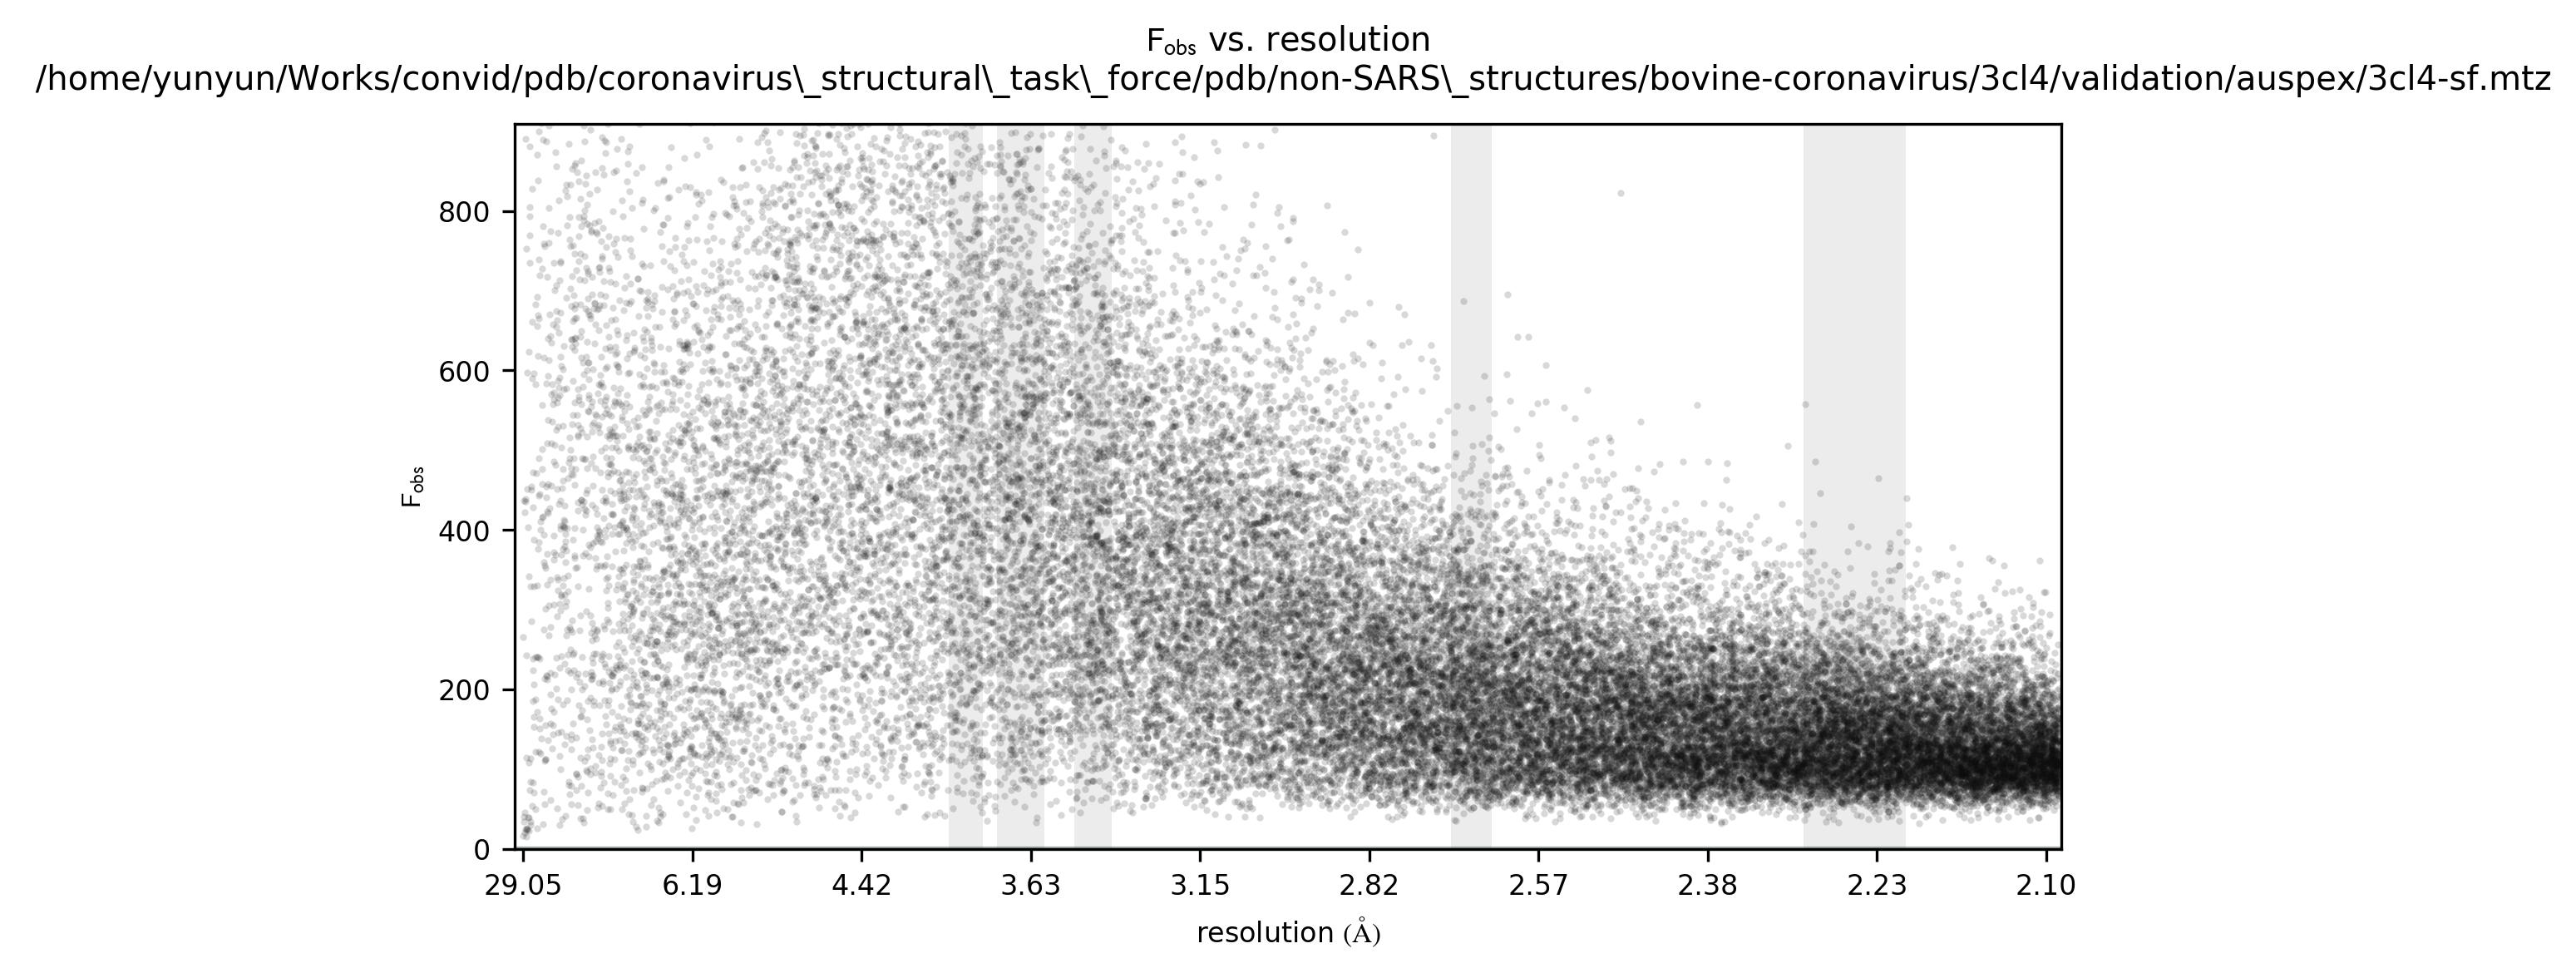 Fobs vs. resolution
/home/yunyun/Works/convid/pdb/coronavirus\_structural\_task\_force/pdb/non-SARS\_structures/bovine-coronavirus/3cl4/validation/auspex/3cl4-sf.mtz
800
600
400
200
0
Fobs
29.05 6.19 4.42 3.63 3.15 2.82 2.57 2.38 2.23 2.10
resolution (Å)